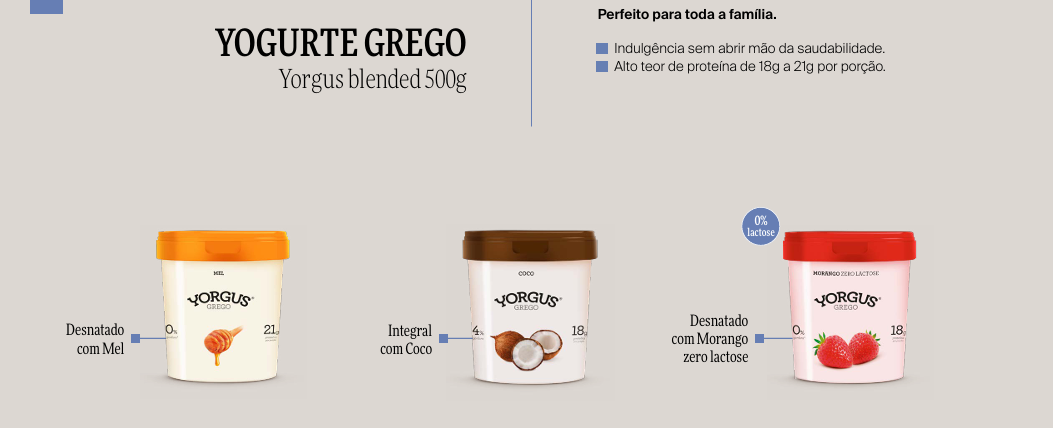 YOGURTE GREGO
Yorgus blended 500g
Perfeito para toda a família.
Indulgência sem abrir mão da saudabilidade.
Alto teor de proteína de 18g a 21g por porção.
Desnatado
com Mel
MEL
YORGUS®
GREGO
0%
21g
Integral
com Coco
COCO
YORGUS®
GREGO
4%
18g
0%
lactose
Desnatado
com Morango
zero lactose
MORANGO ZERO LACTOSE
YORGUS®
GREGO
0%
18g